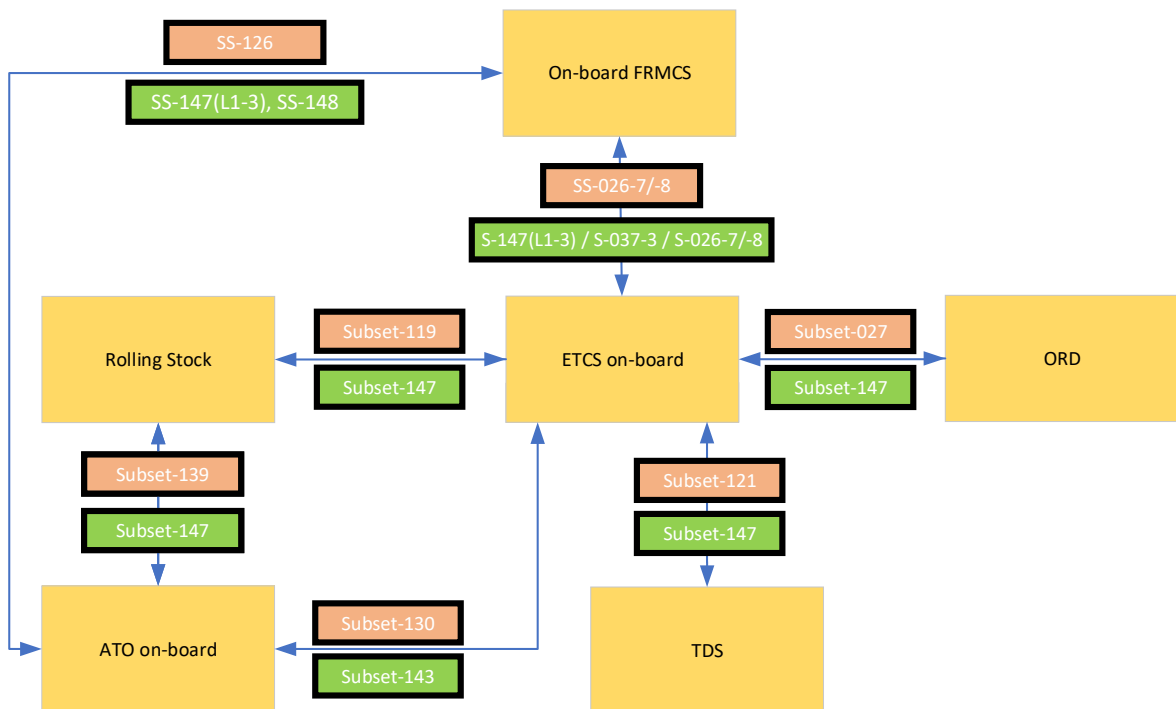 SS-126
On-board FRMCS
SS-147(L1-3), SS-148
SS-026-7/-8
S-147(L1-3) / S-037-3 / S-026-7/-8
Subset-119
Subset-027
Rolling Stock
ETCS on-board
ORD
Subset-147
Subset-147
Subset-139
Subset-121
Subset-147
Subset-147
Subset-130
ATO on-board
TDS
Subset-143